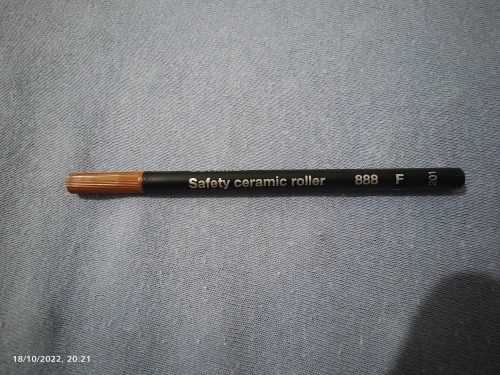 Safety ceramic roller 888 F 201
18/10/2022, 20:21